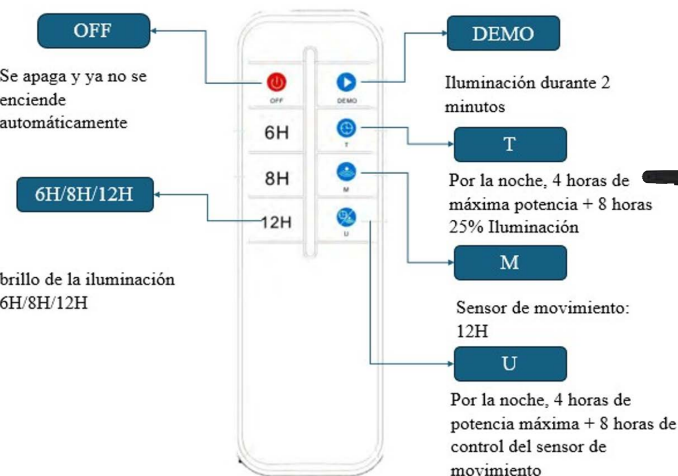 OFF
Se apaga y ya no se
enciende
automáticamente
6H/8H/12H
brillo de la iluminación
6H/8H/12H
OFF
DEMO
6H
T
8H
M
12H
U
DEMO
Iluminación durante 2
minutos
T
Por la noche, 4 horas de
máxima potencia + 8 horas
25% Iluminación
M
Sensor de movimiento:
12H
U
Por la noche, 4 horas de
potencia máxima + 8 horas de
control del sensor de
movimiento